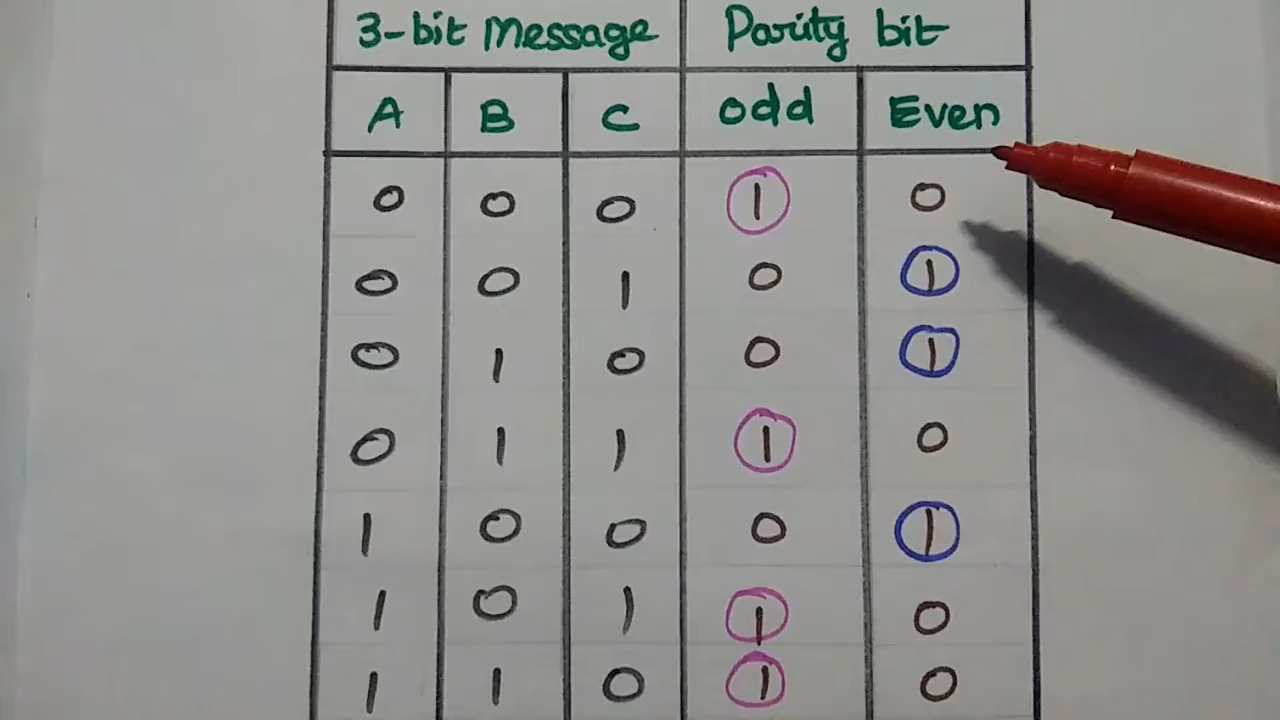 3-bit Message Parity bit
A B C odd Even
0 0 0 1 0
0 0 1 0 1
0 1 0 0 1
0 1 1 1 0
1 0 0 0 1
1 0 1 1 0
1 1 0 1 0